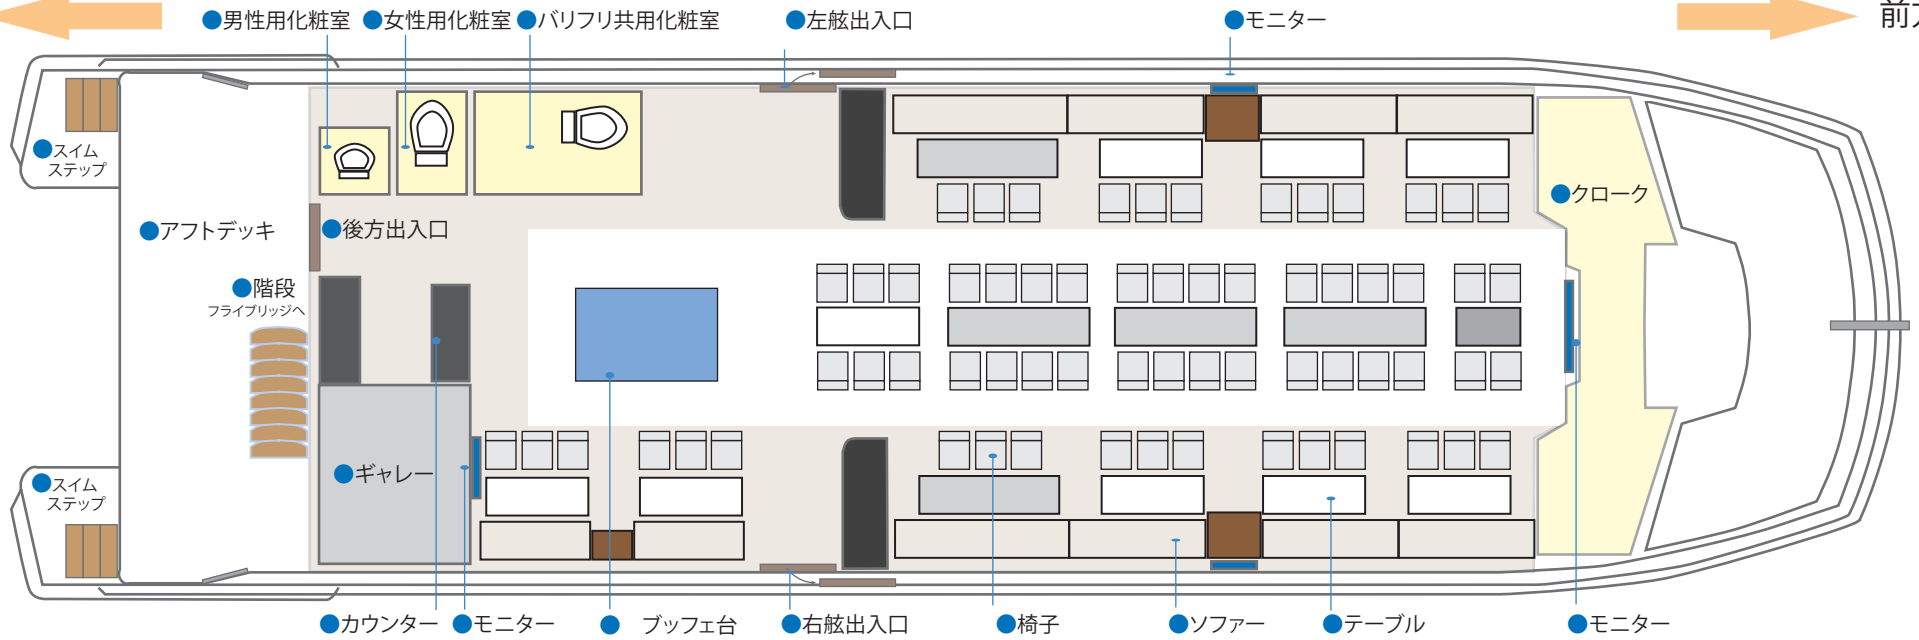 ●男性用化粧室 ●女性用化粧室 ●バリフリ共用化粧室 ●左舷出入口 ●モニター
●スイム
ステップ
●アフトデッキ
●後方出入口
●クローク
●階段
フライブリッジへ
●ギャレー
●スイム
ステップ
●カウンター ●モニター ● ブッフェ台 ●右舷出入口 ●椅子 ●ソファー ●テーブル ●モニター